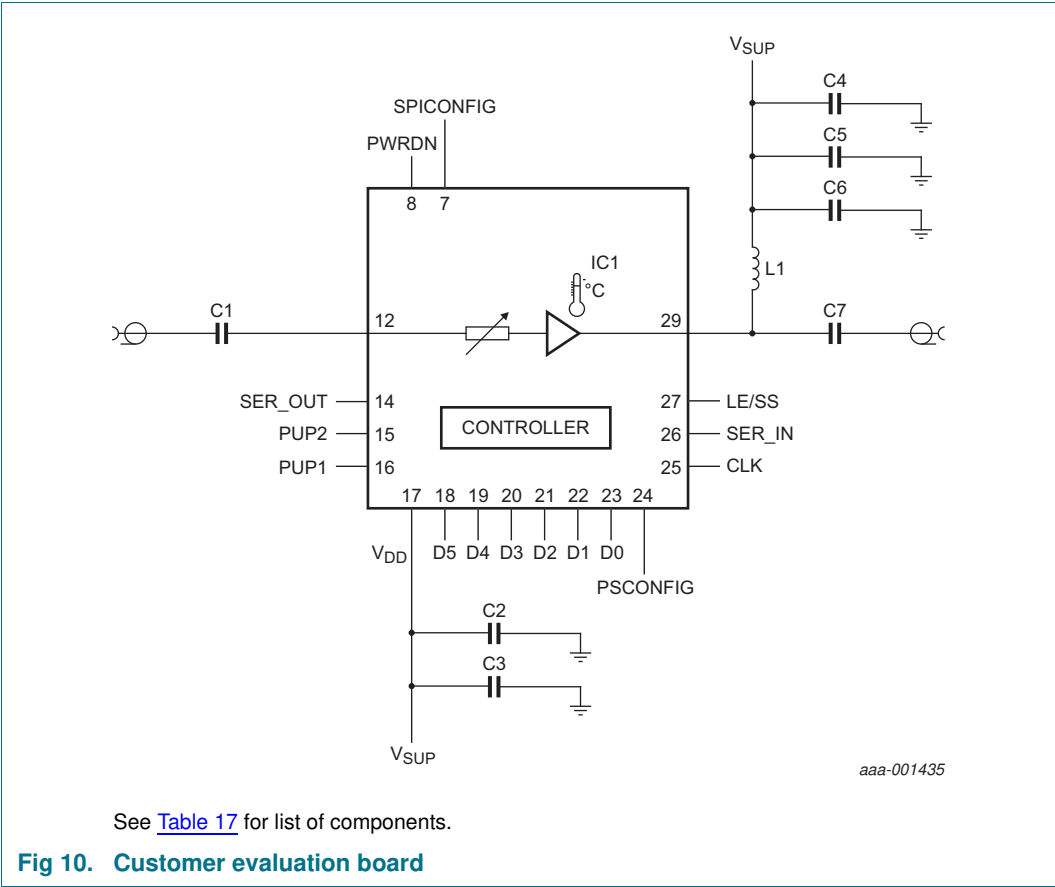 VSUP
C4
SPICONFIG
C5
PWRDN
C6
8 7
IC1
°C
L1
C1
12
29
C7
SER_OUT
14
27
LE/SS
PUP2
15
CONTROLLER
26
SER_IN
PUP1
16
25
CLK
17 18 19 20 21 22 23 24
VDD
D5 D4 D3 D2 D1 D0
PSCONFIG
C2
C3
VSUP
aaa-001435
See Table 17 for list of components.
Fig 10. Customer evaluation board